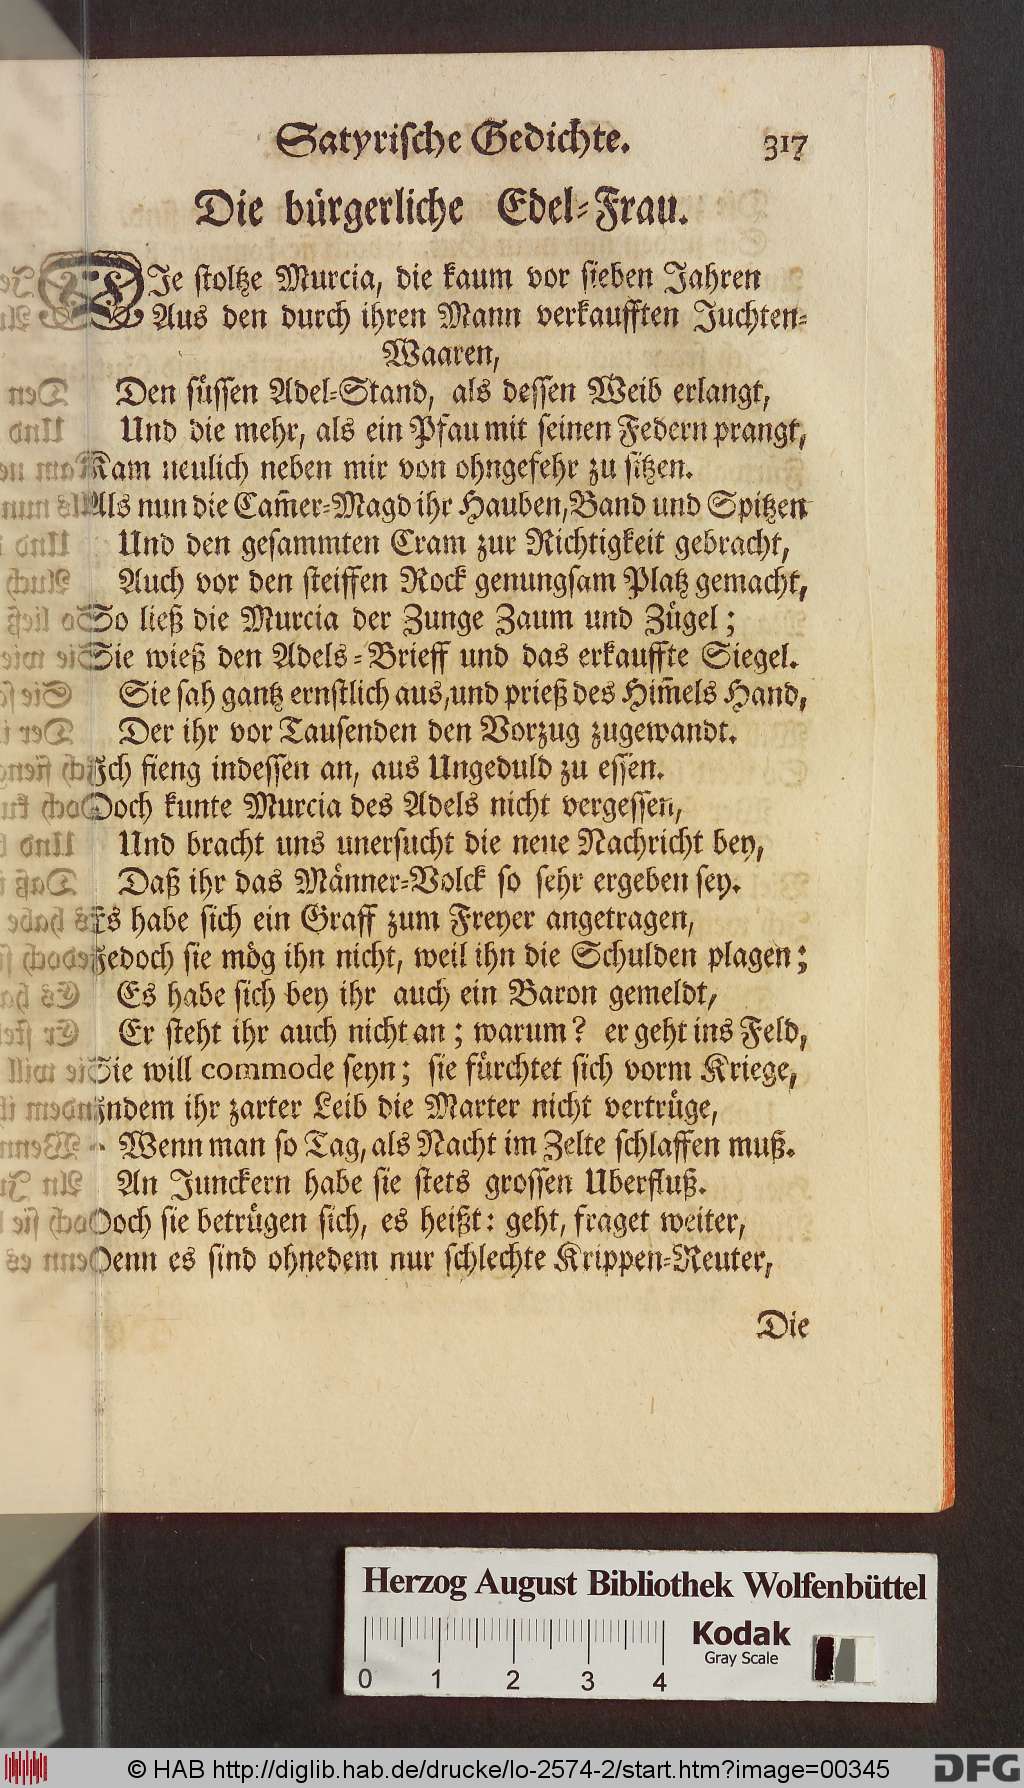 Satyrische Gedichte. 317
Die bürgerliche Edel-Frau.
DIe stoltze Murcia, die kaum vor sieben Jahren
Aus den durch ihren Mann verkaufften Juchten-
Waaren,
Den süssen Adel-Stand, als dessen Weib erlangt,
Und die mehr, als ein Pfau mit seinen Federn prangt,
Kam neulich neben mir von ohngefehr zu sitzen.
Als nun die Cam̄er-Magd ihr Hauben, Band und Spitzen
Und den gesammten Cram zur Richtigkeit gebracht,
Auch vor den steiffen Rock genungsam Platz gemacht,
So ließ die Murcia der Zunge Zaum und Zügel;
Sie wieß den Adels-Brieff und das erkauffte Siegel.
Sie sah gantz ernstlich aus, und prieß des Him̄els Hand,
Der ihr vor Tausenden den Vorzug zugewandt.
Ich fieng indessen an, aus Ungeduld zu essen.
Doch kunte Murcia des Adels nicht vergessen,
Und bracht uns unersucht die neue Nachricht bey,
Daß ihr das Männer-Volck so sehr ergeben sey.
Es habe sich ein Graff zum Freyer angetragen,
Jedoch sie mög ihn nicht, weil ihn die Schulden plagen;
Es habe sich bey ihr auch ein Baron gemeldt,
Er steht ihr auch nicht an; warum? er geht ins Feld,
Sie will commode seyn; sie fürchtet sich vorm Kriege,
Indem ihr zarter Leib die Marter nicht vertrüge,
Wenn man so Tag, als Nacht im Zelte schlaffen muß.
An Junckern habe sie stets grossen Uberfluß.
Doch sie betrügen sich, es heißt: geht, fraget weiter,
Denn es sind ohnedem nur schlechte Krippen-Reuter,
Die
Herzog August Bibliothek Wolfenbüttel
Kodak
Gray Scale
0 1 2 3 4
© HAB http://diglib.hab.de/drucke/lo-2574-2/start.htm?image=00345
DFG